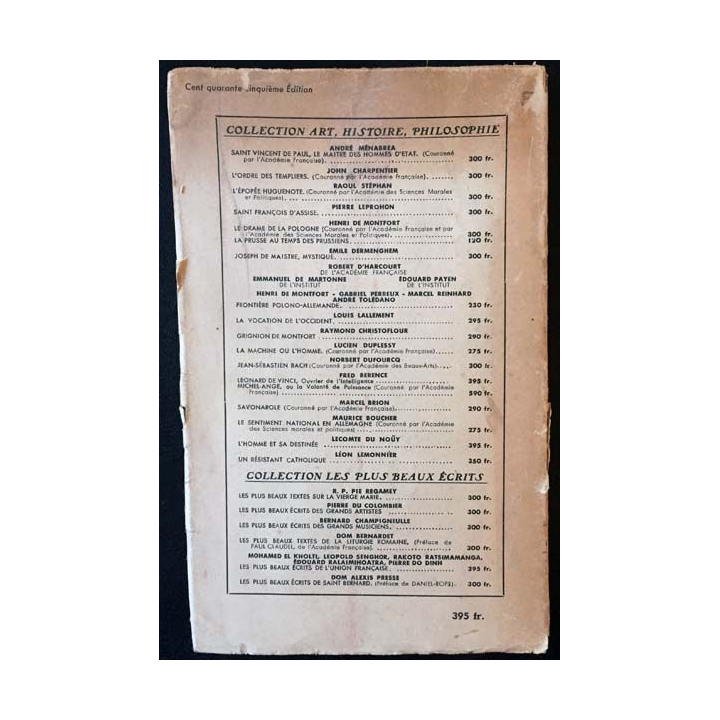 Cent quarante cinquième Édition
COLLECTION ART, HISTOIRE, PHILOSOPHIE
ANDRÉ MÉNABRÉA
SAINT VINCENT DE PAUL, LE MAITRE DES HOMMES D'ETAT. (Couronné
par l'Académie Française). .......... 300 fr.
JOHN CHARPENTIER
L'ORDRE DES TEMPLIERS. (Couronné par l'Académie Française). ...... 300 fr.
RAOUL STÉPHAN
L'ÉPOPÉE HUGUENOTE. (Couronné par l'Académie des Sciences Morales
et Politiques). .......... 300 fr.
PIERRE LEPROHON
SAINT FRANÇOIS D'ASSISE. .......... 300 fr.
HENRI DE MONTFORT
LE DRAME DE LA POLOGNE (Couronné par l'Académie Française et par
l'Académie des Sciences Morales et Politiques). .......... 300 fr.
LA PRUSSE AU TEMPS DES PRUSSIENS. .......... 120 fr.
EMILE DERMENGHEM
JOSEPH DE MAISTRE, MYSTIQUE. .......... 300 fr.
ROBERT D'HARCOURT
DE L'ACADÉMIE FRANÇAISE
EMMANUEL DE MARTONNE ÉDOUARD PAYEN
DE L'INSTITUT DE L'INSTITUT
HENRI DE MONTFORT - GABRIEL PERREUX - MARCEL REINHARD
ANDRÉ TOLÉDANO
FRONTIÈRE POLONO-ALLEMANDE. .......... 230 fr.
LOUIS LALLEMENT
LA VOCATION DE L'OCCIDENT. .......... 295 fr.
RAYMOND CHRISTOFLOUR
GRIGNION DE MONTFORT .......... 290 fr.
LUCIEN DUPLESSY
LA MACHINE OU L'HOMME. (Couronné par l'Académie Française). ...... 275 fr.
NORBERT DUFOURCQ
JEAN-SÉBASTIEN BACH (Couronné par l'Académie des Beaux-Arts). ... 300 fr.
FRED BERENCE
LÉONARD DE VINCI, Ouvrier de l'Intelligence .......... 395 fr.
MICHEL-ANGE, ou la Volonté de Puissance (Couronné par l'Académie
Française) .......... 590 fr.
MARCEL BRION
SAVONAROLE (Couronné par l'Académie Française). .......... 290 fr.
MAURICE BOUCHER
LE SENTIMENT NATIONAL EN ALLEMAGNE (Couronné par l'Académie
des Sciences morales et politiques) .......... 275 fr.
LECOMTE DU NOÜY
L'HOMME ET SA DESTINÉE .......... 395 fr.
LÉON LEMONNIER
UN RÉSISTANT CATHOLIQUE .......... 350 fr.
COLLECTION LES PLUS BEAUX ÉCRITS
R. P. PIE REGAMEY
LES PLUS BEAUX TEXTES SUR LA VIERGE MARIE. .......... 300 fr.
PIERRE DU COLOMBIER
LES PLUS BEAUX ÉCRITS DES GRANDS ARTISTES .......... 300 fr.
BERNARD CHAMPIGNEULLE
LES PLUS BEAUX ÉCRITS DES GRANDS MUSICIENS. .......... 300 fr.
DOM BERNARDET
LES PLUS BEAUX TEXTES DE LA LITURGIE ROMAINE, (Préface de
PAUL CLAUDEL, de l'Académie Française). .......... 300 fr.
MOHAMED EL KHOLTI, LEOPOLD SENGHOR, RAKOTO RATSIMAMANGA,
ÉDOUARD RALAIMIHOATRA, PIERRE DO DINH
LES PLUS BEAUX ÉCRITS DE L'UNION FRANÇAISE. .......... 395 fr.
DOM ALEXIS PRESSE
LES PLUS BEAUX ÉCRITS DE SAINT BERNARD. (Préface de DANIEL-ROPS). 300 fr.
395 fr.